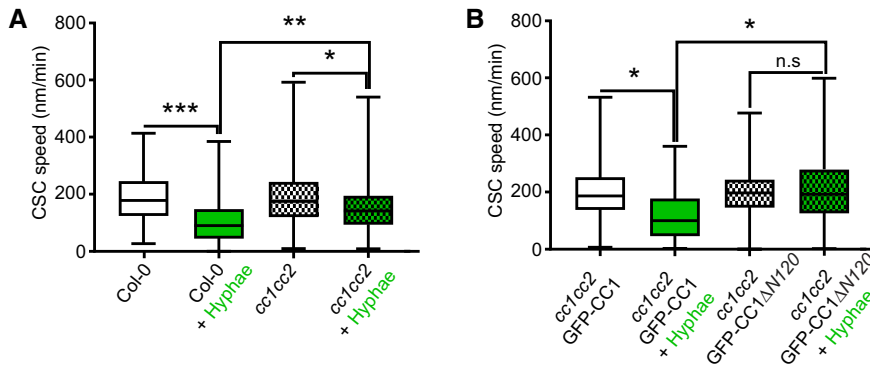 A
CSC speed (nm/min)
800
600
400
200
0
***
**
*
Col-0
Col-0
+ Hyphae
cc1cc2
cc1cc2
+ Hyphae
B
CSC speed (nm/min)
800
600
400
200
0
*
*
n.s
cc1cc2
GFP-CC1
cc1cc2
GFP-CC1
+ Hyphae
cc1cc2
GFP-CC1ΔN120
cc1cc2
GFP-CC1ΔN120
+ Hyphae